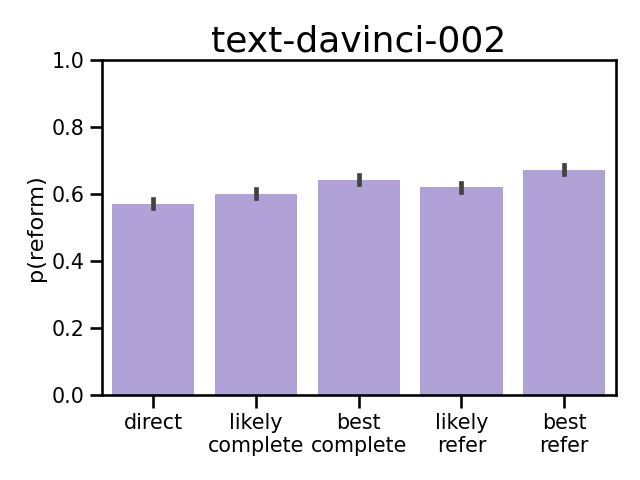 text-davinci-002
p(reform)
1.0
0.8
0.6
0.4
0.2
0.0
direct
likely
complete
best
complete
likely
refer
best
refer